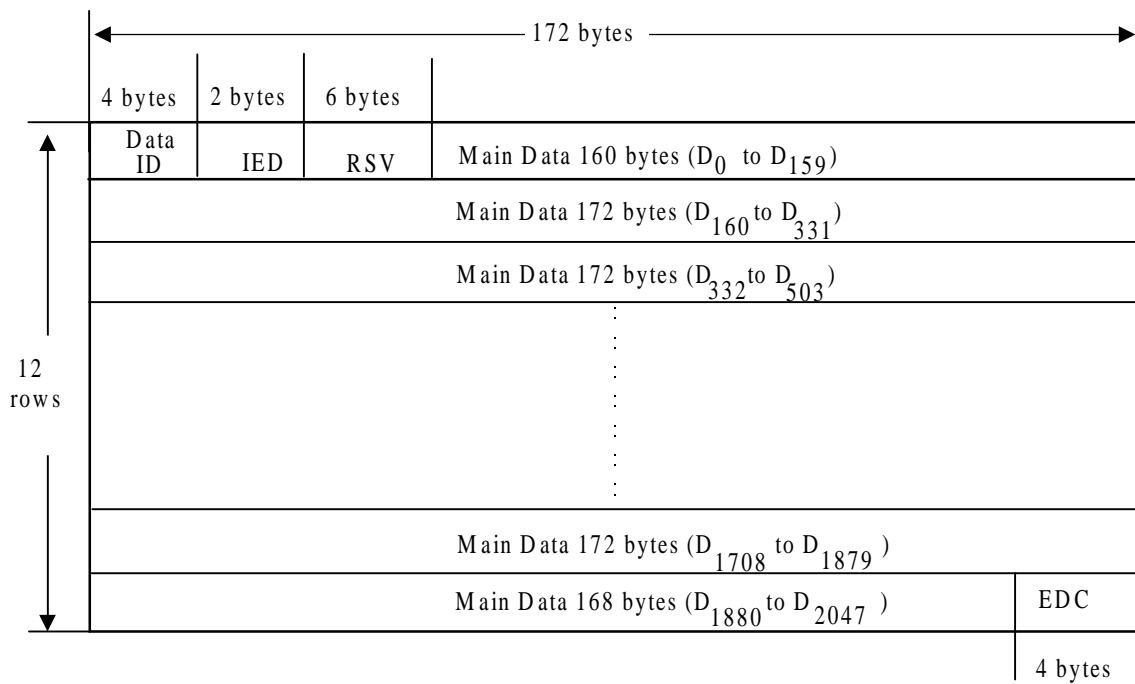 172 bytes
4 bytes 2 bytes 6 bytes
Data ID IED RSV Main Data 160 bytes (D0 to D159)
Main Data 172 bytes (D160 to D331)
Main Data 172 bytes (D332 to D503)
12
rows
Main Data 172 bytes (D1708 to D1879 )
Main Data 168 bytes (D1880 to D2047 ) EDC
4 bytes